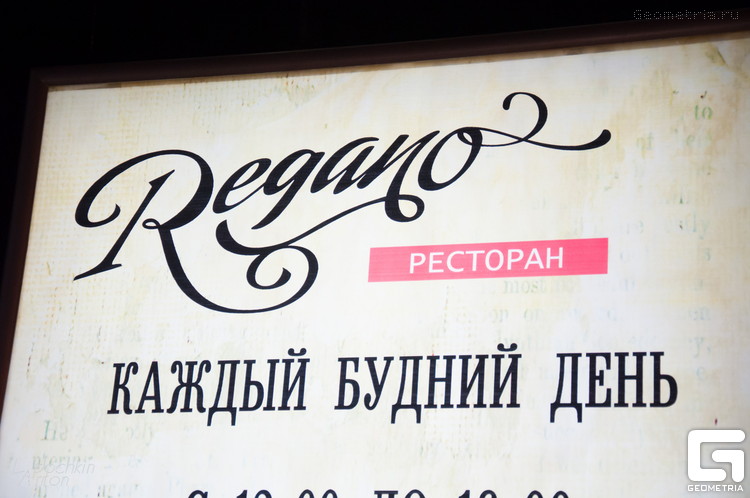 Geometria.ru
Regano
РЕСТОРАН
КАЖДЫЙ БУДНИЙ ДЕНЬ
GEOMETRIA